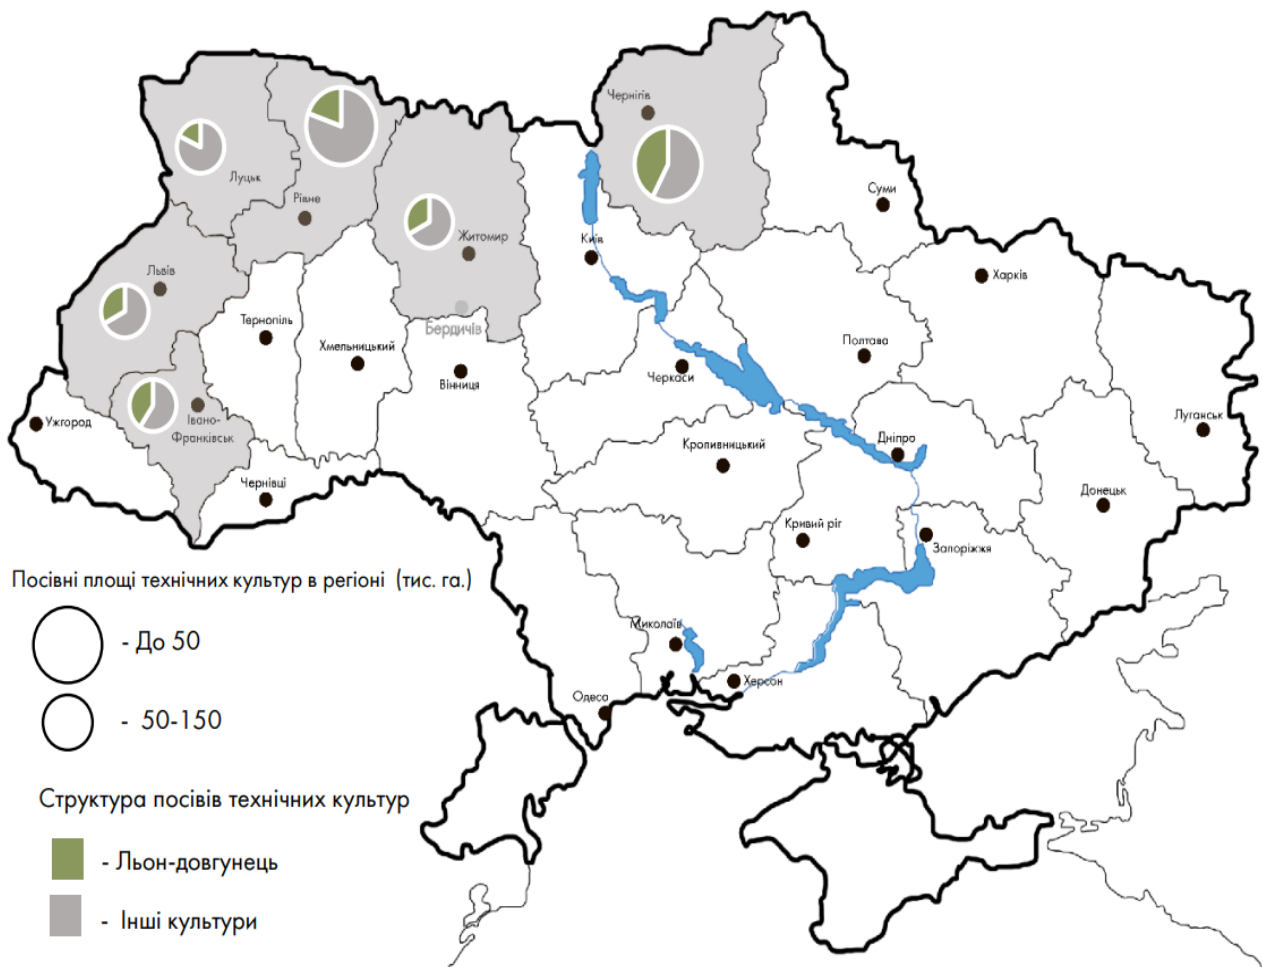 Чернігів
Луцьк
Рівне
Суми
Житомир
Київ
Львів
Харків
Бердичів
Тернопіль
Хмельницький
Полтава
Вінниця
Черкаси
Ужгород
Івано-
Франківськ
Луганськ
Дніпро
Кропивницький
Чернівці
Донецьк
Кривий ріг
Запоріжжя
Миколаїв
Херсон
Одеса
Посівні площі технічних культур в регіоні (тис. га.)
- До 50
- 50-150
Структура посівів технічних культур
- Льон-довгунець
- Інші культури